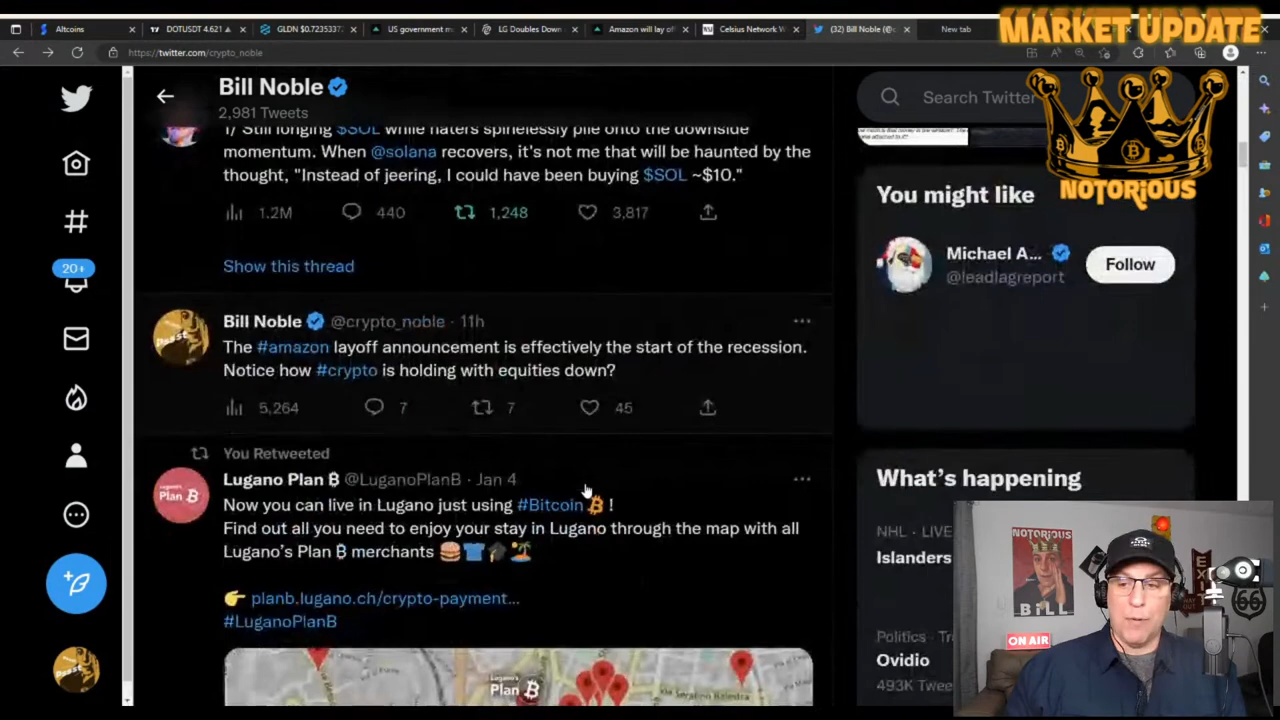 Altcoins
DOTUSDT 4.621
GLDN $0.7235337
US government m
LG Doubles Down
Amazon will lay of
Celsius Network
(32) Bill Noble (@c
New tab
MARKET UPDATE
https://twitter.com/crypto_noble
Bill Noble
2,981 Tweets
Search Twitter
NOTORIOUS
1/ Still longing $SOL while haters spinelessly pile onto the downside
momentum. When @solana recovers, it's not me that will be haunted by the
thought, "Instead of jeering, I could have been buying $SOL ~$10."
1.2M 440 1,248 3,817
Show this thread
You might like
Michael A...
@leadlagreport
Follow
20+
Bill Noble @crypto_noble · 11h
The #amazon layoff announcement is effectively the start of the recession.
Notice how #crypto is holding with equities down?
5,264 7 7 45
You Retweeted
Lugano Plan ₿ @LuganoPlanB · Jan 4
Now you can live in Lugano just using #Bitcoin !
Find out all you need to enjoy your stay in Lugano through the map with all
Lugano's Plan ₿ merchants
👉 planb.lugano.ch/crypto-payment...
#LuganoPlanB
Lugano's
Plan ₿
What's happening
NHL · LIVE
Islanders
Politics · Tr
Ovidio
493K Twee
NOTORIOUS
BILL
ON AIR
66